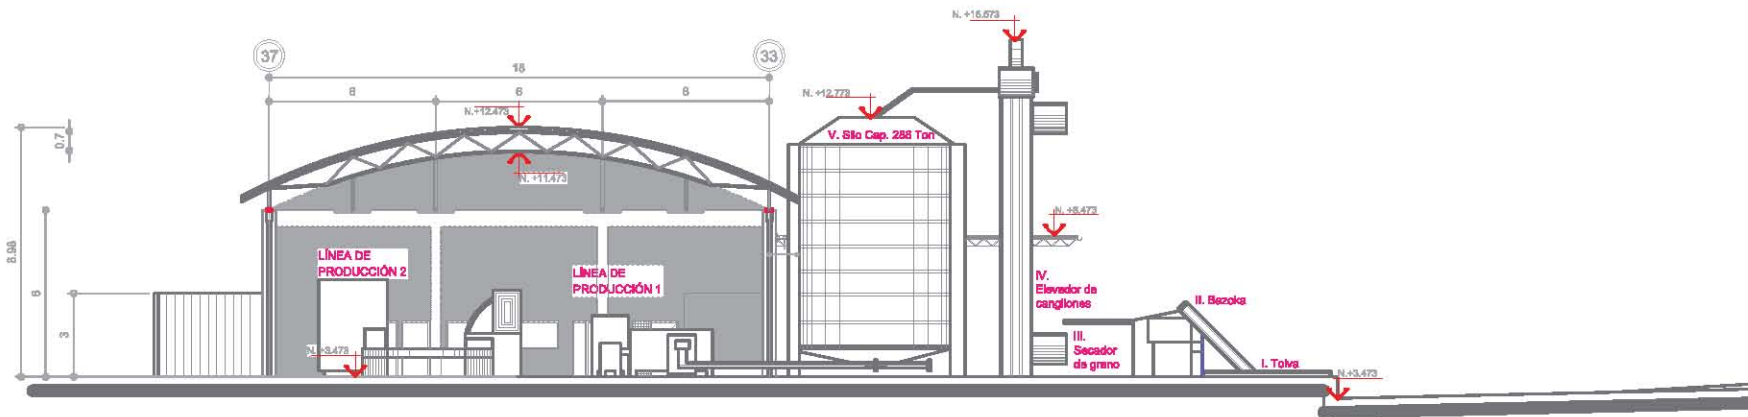 N. +15.573
37
33
18
6
6
6
N. +12.773
N.+12.473
0.7
V. Silo Cap. 288 Ton
N. +11.473
N. +8.473
8.98
6
3
LÍNEA DE
PRODUCCIÓN 2
LÍNEA DE
PRODUCCIÓN 1
IV.
Elevador de
cangilones
II. Bazoka
III.
Secador
de grano
I. Tolva
N. +3.473
N.+3.473